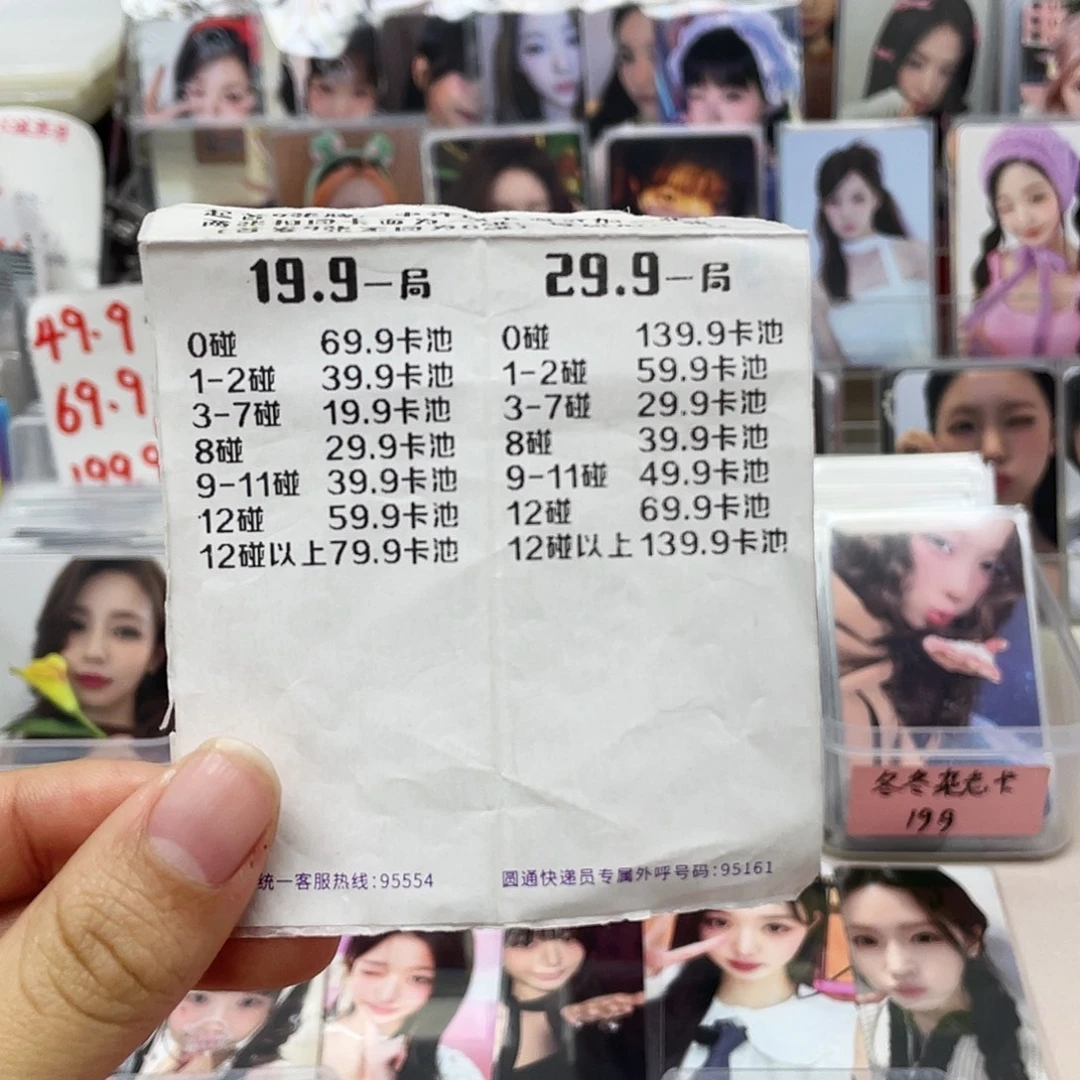 19.9一局
0碰 69.9卡池
1-2碰 39.9卡池
3-7碰 19.9卡池
8碰 29.9卡池
9-11碰 39.9卡池
12碰 59.9卡池
12碰以上79.9卡池
29.9一局
0碰 139.9卡池
1-2碰 59.9卡池
3-7碰 29.9卡池
8碰 39.9卡池
9-11碰 49.9卡池
12碰 69.9卡池
12碰以上139.9卡池
统一客服热线:95554
圆通快递员专属外呼号码:95161
49.9
69.9
199.9